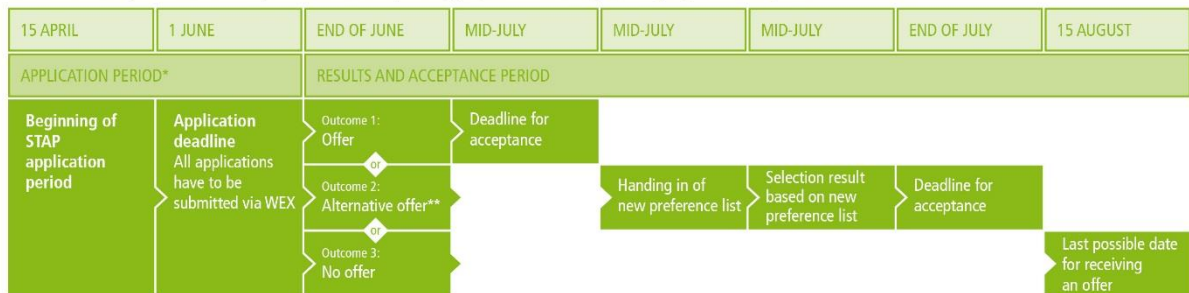 15 APRIL
1 JUNE
END OF JUNE
MID-JULY
MID-JULY
MID-JULY
END OF JULY
15 AUGUST
APPLICATION PERIOD*
RESULTS AND ACCEPTANCE PERIOD
Beginning of
STAP
application
period
Application
deadline
All applications
have to be
submitted via WEX
Outcome 1:
Offer
Deadline for
acceptance
or
Outcome 2:
Alternative offer**
Handing in of
new preference list
Selection result
based on new
preference list
Deadline for
acceptance
or
Outcome 3:
No offer
Last possible date
for receiving
an offer